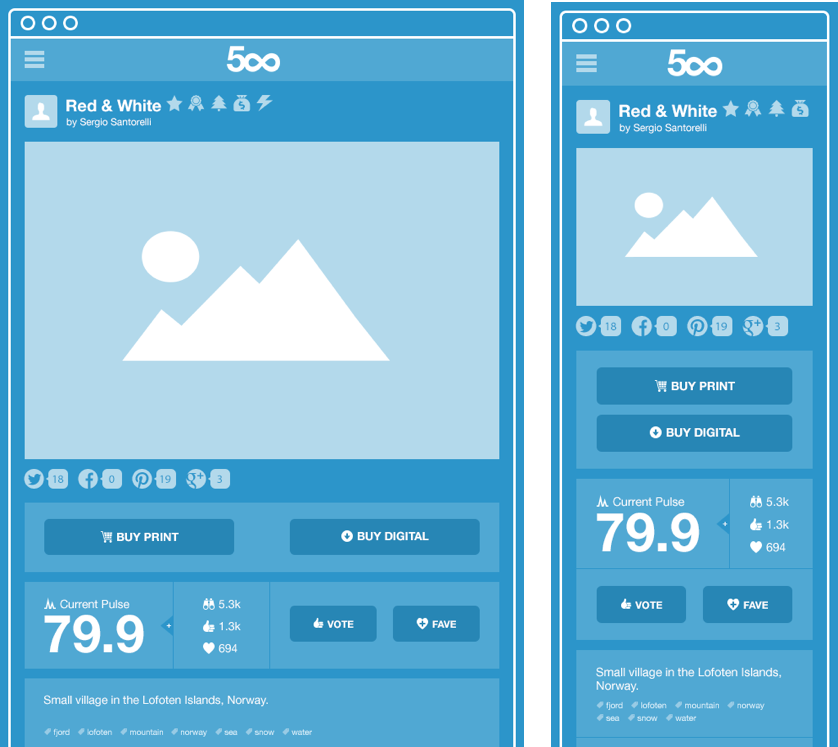 500
Red & White
by Sergio Santorelli
18 0 19 3
BUY PRINT BUY DIGITAL
Current Pulse
79.9
5.3k
1.3k
694
VOTE FAVE
Small village in the Lofoten Islands, Norway.
fjord lofoten mountain norway sea snow water
500
Red & White
by Sergio Santorelli
18 0 19 3
BUY PRINT
BUY DIGITAL
Current Pulse
79.9
5.3k
1.3k
694
VOTE FAVE
Small village in the Lofoten Islands,
Norway.
fjord lofoten mountain norway
sea snow water